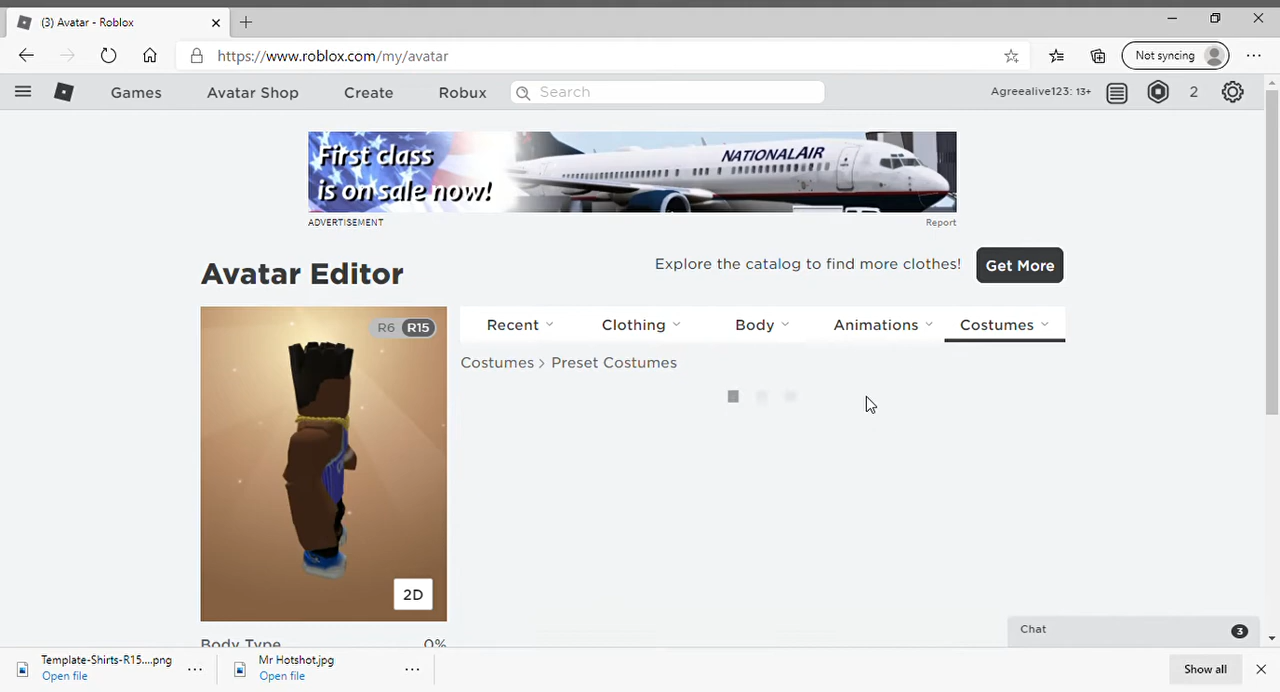 (3) Avatar - Roblox
https://www.roblox.com/my/avatar
Not syncing
Games Avatar Shop Create Robux Search Agreealive123: 13+ 2
First class
is on sale now!
NATIONALAIR
ADVERTISEMENT Report
Avatar Editor
Explore the catalog to find more clothes! Get More
R6 R15
Recent Clothing Body Animations Costumes
Costumes > Preset Costumes
2D
Body Type 0%
Chat 3
Template-Shirts-R15....png
Open file
Mr Hotshot.jpg
Open file
Show all